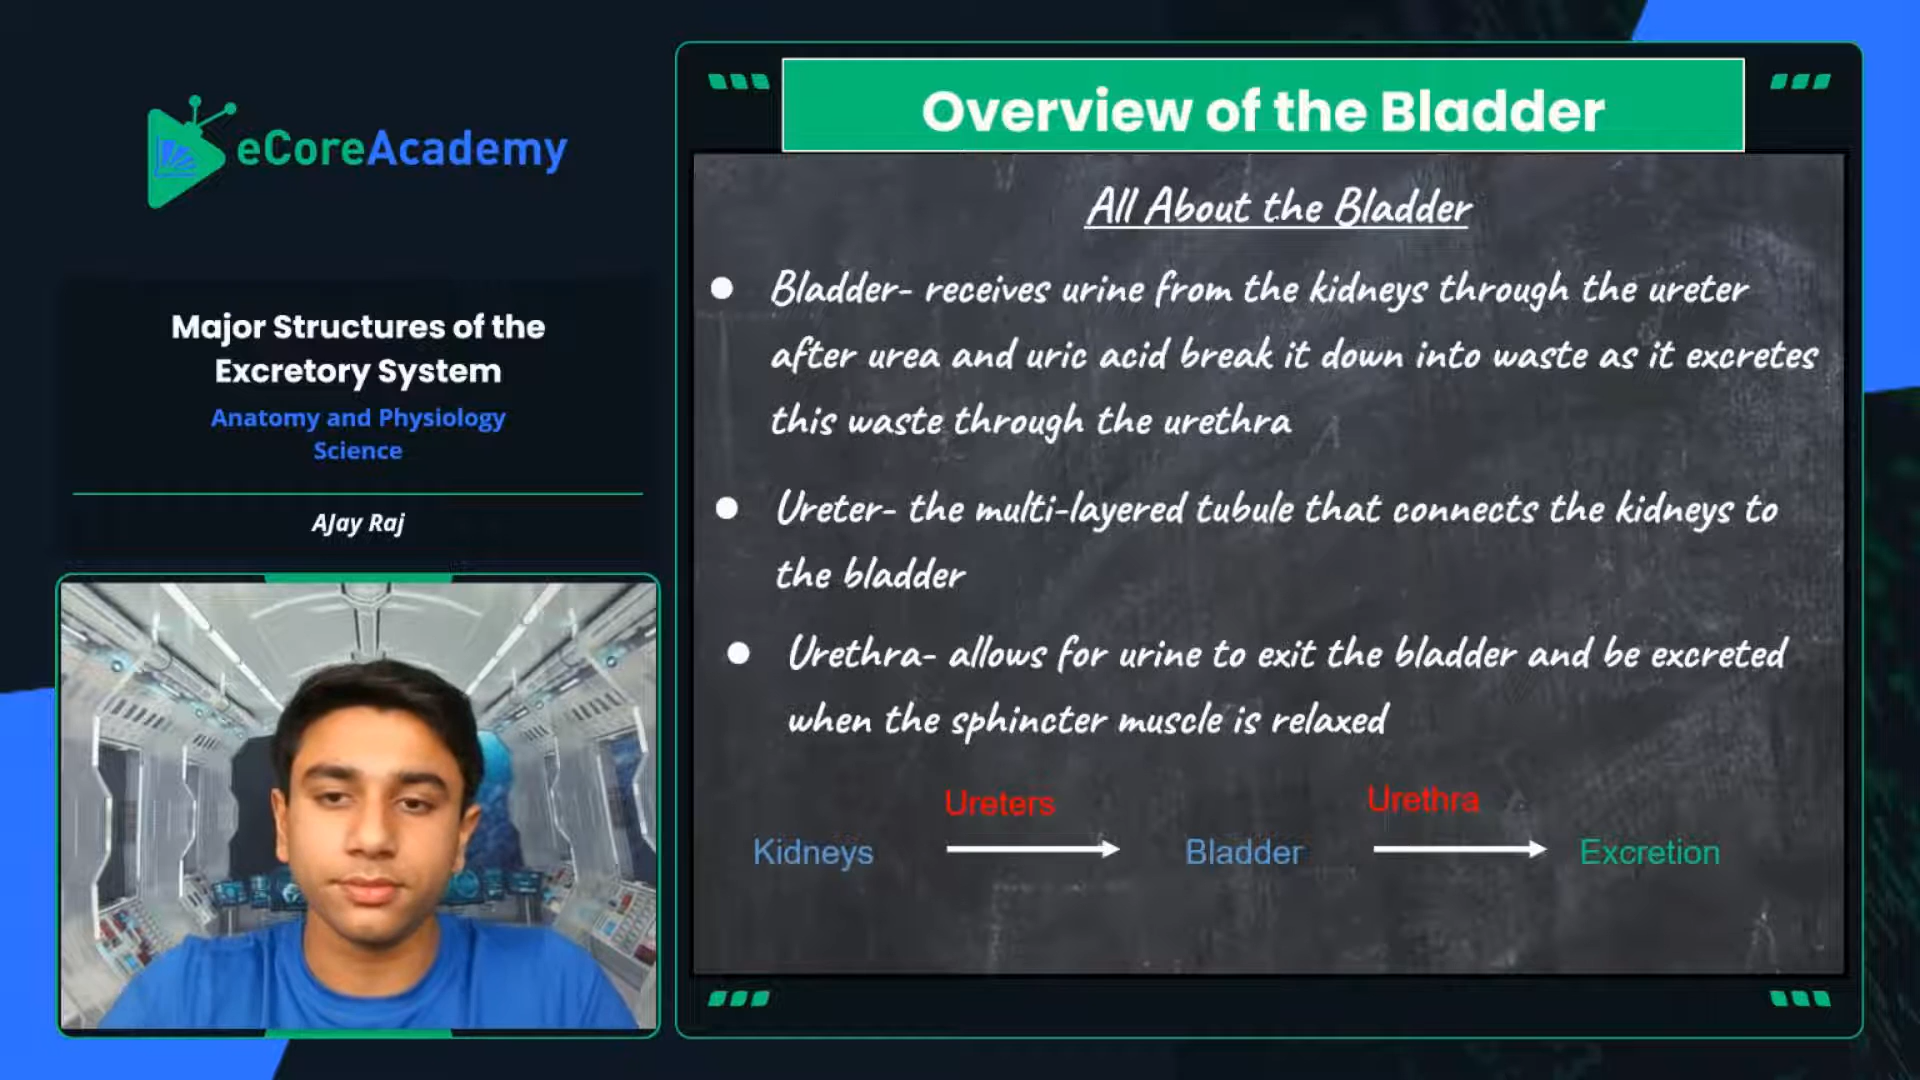 eCoreAcademy
Major Structures of the
Excretory System
Anatomy and Physiology
Science
AJay Raj
Overview of the Bladder
All About the Bladder
Bladder- receives urine from the kidneys through the ureter
after urea and uric acid break it down into waste as it excretes
this waste through the urethra
Ureter- the multi-layered tubule that connects the kidneys to
the bladder
Urethra- allows for urine to exit the bladder and be excreted
when the sphincter muscle is relaxed
Ureters Urethra
Kidneys Bladder Excretion